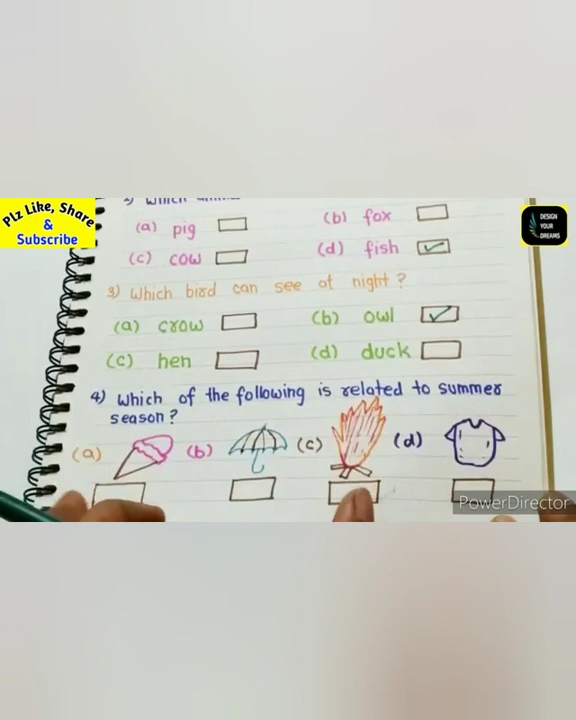 Plz Like, Share
&
Subscribe
DESIGN
YOUR
DREAMS
Which
(a) pig
(b) fox
(c) cow
(d) fish
3) Which bird can see at night?
(a) crow
(b) owl
(c) hen
(d) duck
4) Which of the following is related to summer
season?
(a) (b) (c) (d)
PowerDirector